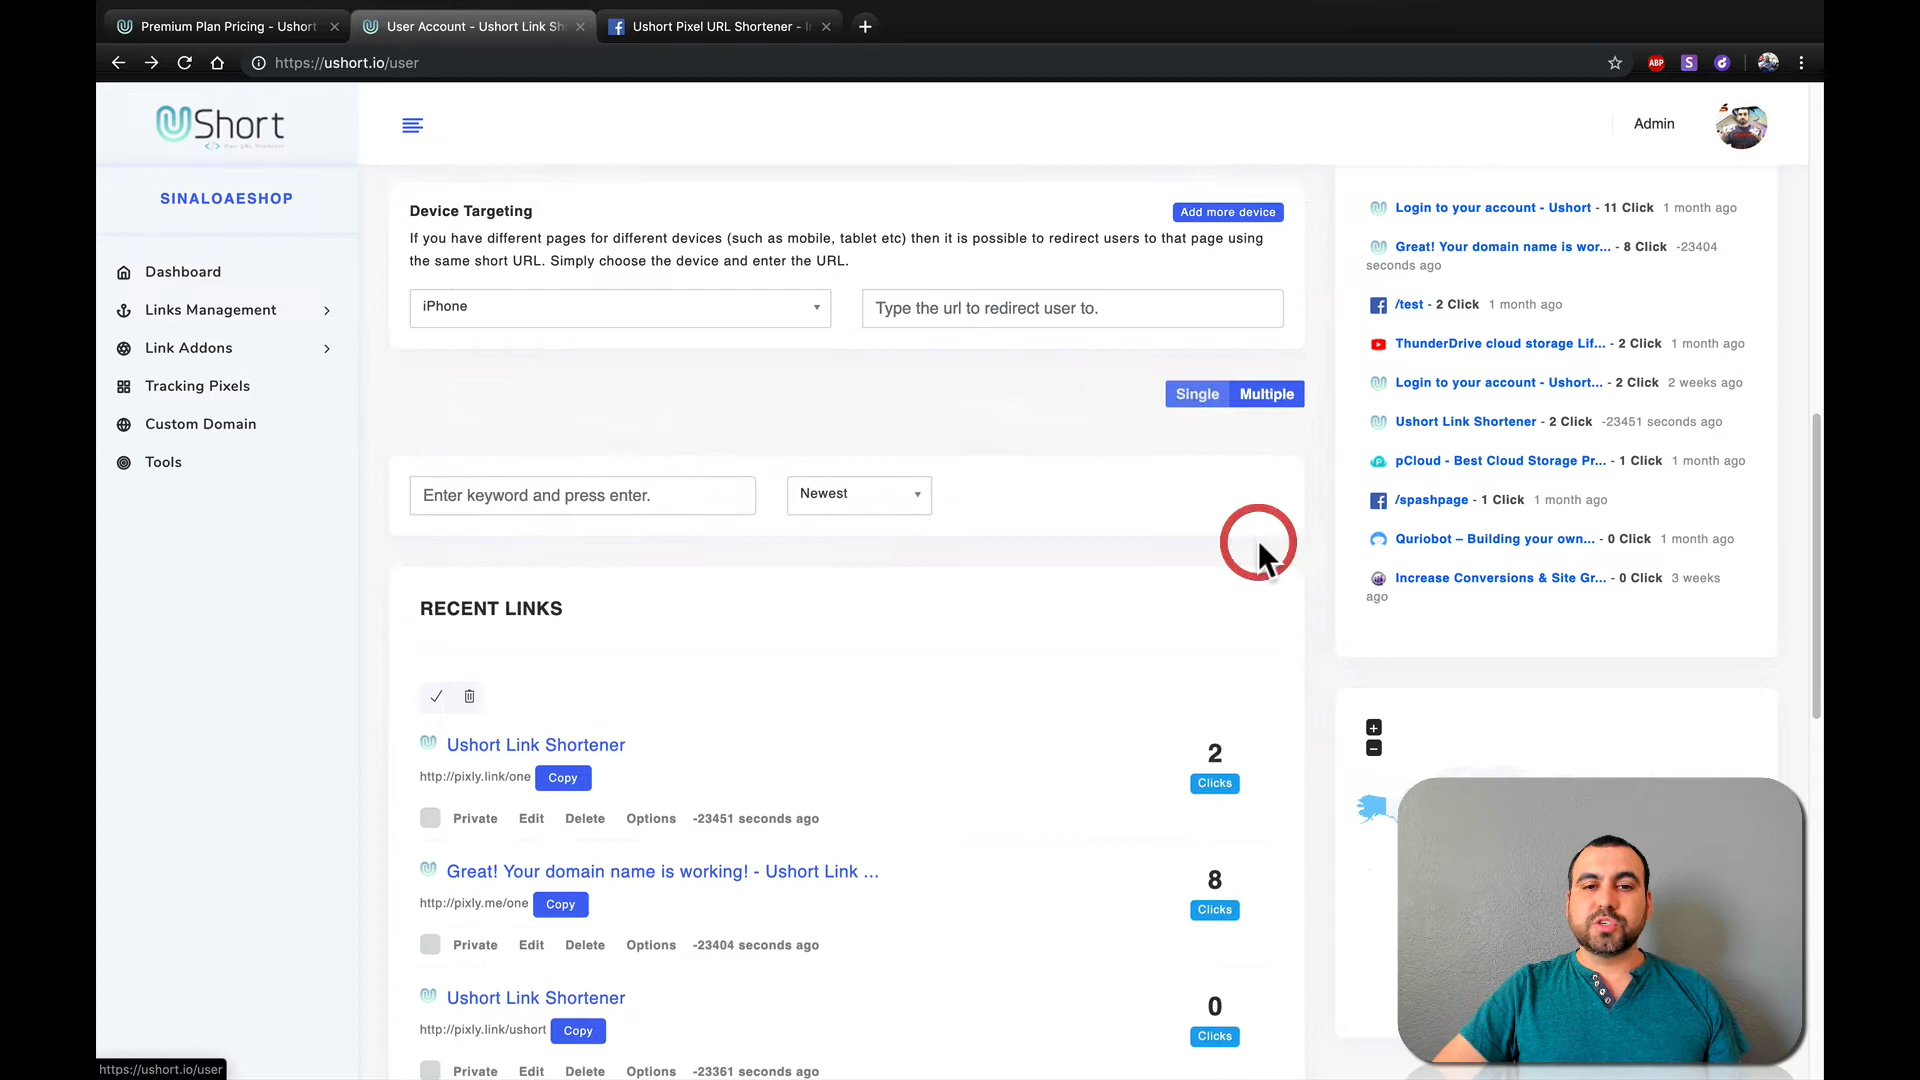 Premium Plan Pricing - Ushort
User Account - Ushort Link Sh
Ushort Pixel URL Shortener -
https://ushort.io/user
ABP
S
UShort
Admin
SINALOAESHOP
Dashboard
Links Management
Link Addons
Tracking Pixels
Custom Domain
Tools
Device Targeting
Add more device
If you have different pages for different devices (such as mobile, tablet etc) then it is possible to redirect users to that page using
the same short URL. Simply choose the device and enter the URL.
iPhone
Type the url to redirect user to.
Single
Multiple
Enter keyword and press enter.
Newest
RECENT LINKS
Ushort Link Shortener
http://pixly.link/one
Copy
2
Clicks
Private Edit Delete Options -23451 seconds ago
Great! Your domain name is working! - Ushort Link ...
http://pixly.me/one
Copy
8
Clicks
Private Edit Delete Options -23404 seconds ago
Ushort Link Shortener
http://pixly.link/ushort
Copy
0
Clicks
Private Edit Delete Options -23361 seconds ago
Login to your account - Ushort - 11 Click 1 month ago
Great! Your domain name is wor... - 8 Click -23404
seconds ago
/test - 2 Click 1 month ago
ThunderDrive cloud storage Lif... - 2 Click 1 month ago
Login to your account - Ushort... - 2 Click 2 weeks ago
Ushort Link Shortener - 2 Click -23451 seconds ago
pCloud - Best Cloud Storage Pr... - 1 Click 1 month ago
/spashpage - 1 Click 1 month ago
Quriobot – Building your own... - 0 Click 1 month ago
Increase Conversions & Site Gr... - 0 Click 3 weeks
ago
+
−
https://ushort.io/user